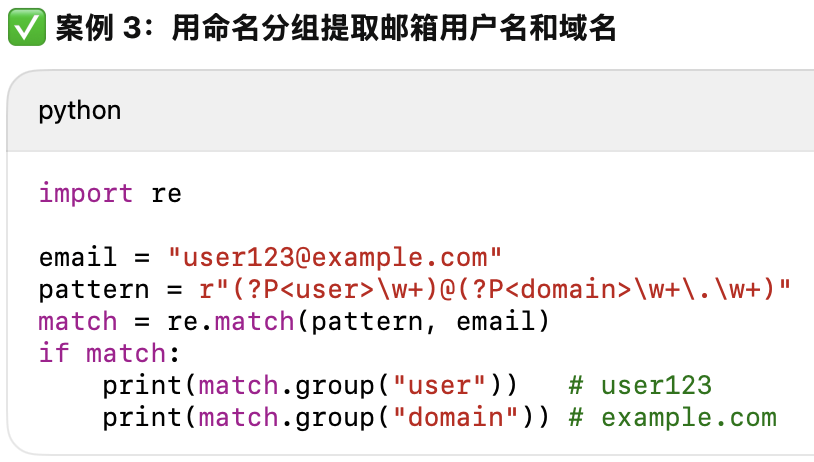 ✅ 案例 3：用命名分组提取邮箱用户名和域名
python
import re
email = "user123@example.com"
pattern = r"(?P<user>\w+)@(?P<domain>\w+\.\w+)"
match = re.match(pattern, email)
if match:
    print(match.group("user"))   # user123
    print(match.group("domain")) # example.com